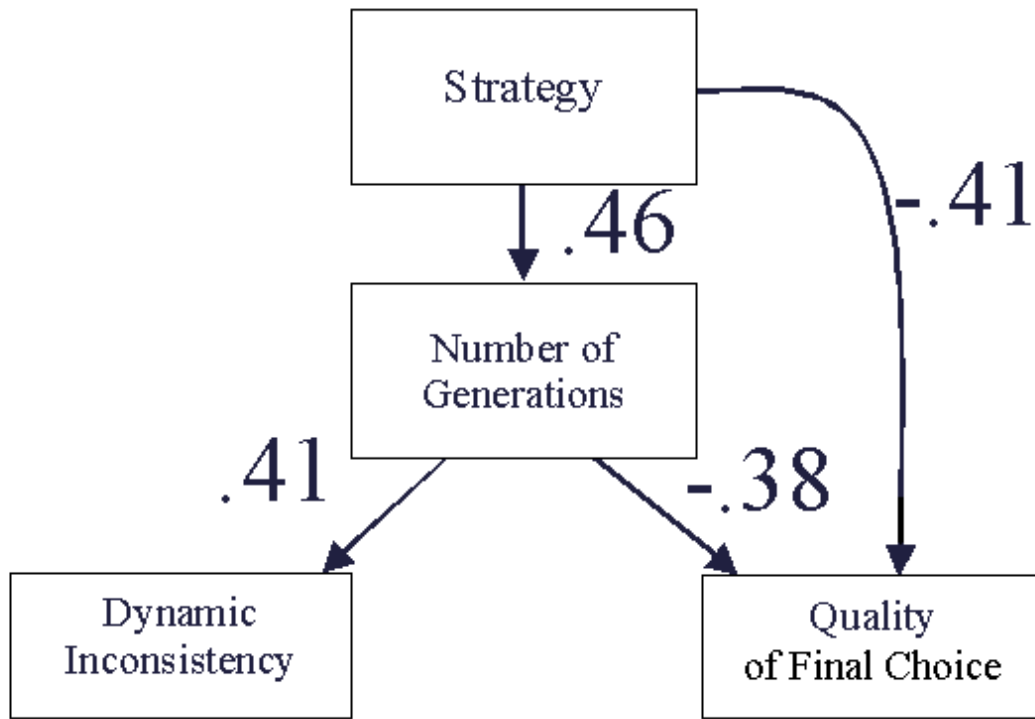 Strategy
-.41
.46
Number of
Generations
.41
-.38
Dynamic
Inconsistency
Quality
of Final Choice